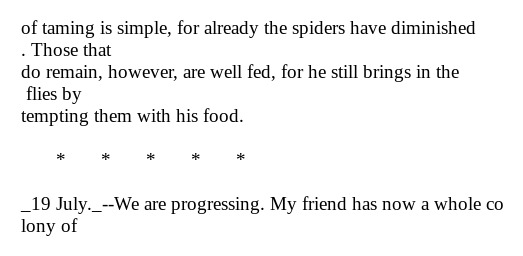 of taming is simple, for already the spiders have diminished
. Those that
do remain, however, are well fed, for he still brings in the
 flies by
tempting them with his food.

       *       *       *       *       *

_19 July._--We are progressing. My friend has now a whole co
lony of